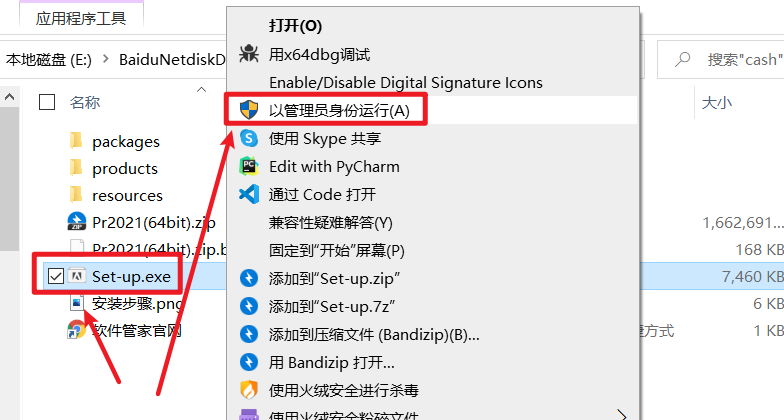 应用程序工具
本地磁盘 (E:)
BaiduNetdiskD
搜索"cash"
名称
大小
packages
products
resources
Pr2021(64bit).zip
1,662,691...
Pr2021(64bit).zip.b
168 KB
Set-up.exe
7,460 KB
安装步骤.png
6 KB
软件管家官网
捷方式
1 KB
打开(O)
用x64dbg调试
Enable/Disable Digital Signature Icons
以管理员身份运行(A)
使用 Skype 共享
Edit with PyCharm
通过 Code 打开
兼容性疑难解答(Y)
固定到"开始"屏幕(P)
添加到"Set-up.zip"
添加到"Set-up.7z"
添加到压缩文件 (Bandizip)(B)...
用 Bandizip 打开...
使用火绒安全进行杀毒
使用火绒安全粉碎文件